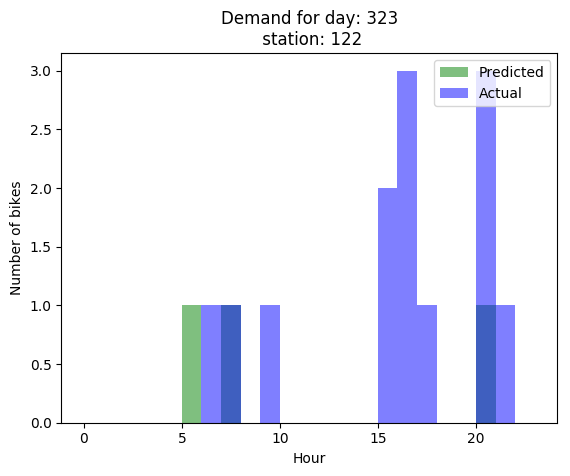 Demand for day: 323
station: 122
Predicted
Actual
Number of bikes
3.0
2.5
2.0
1.5
1.0
0.5
0.0
0
5
10
15
20
Hour